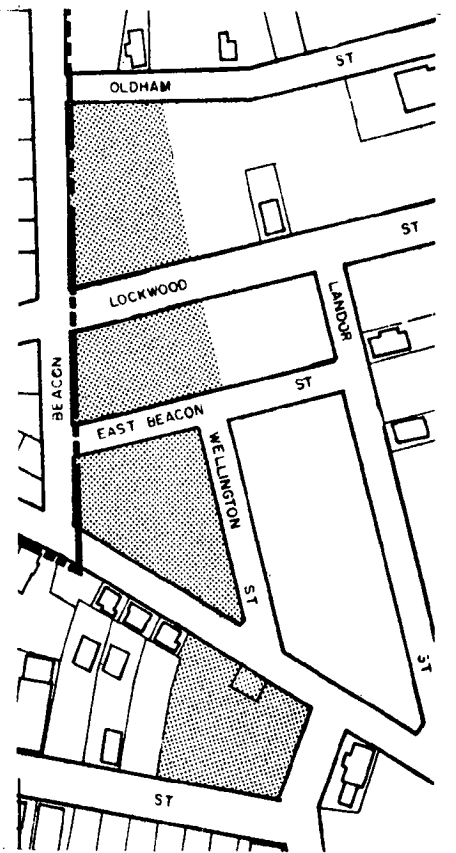 OLDHAM ST
LOCKWOOD ST
LANDOR ST
BEACON
EAST BEACON ST
WELLINGTON ST
ST